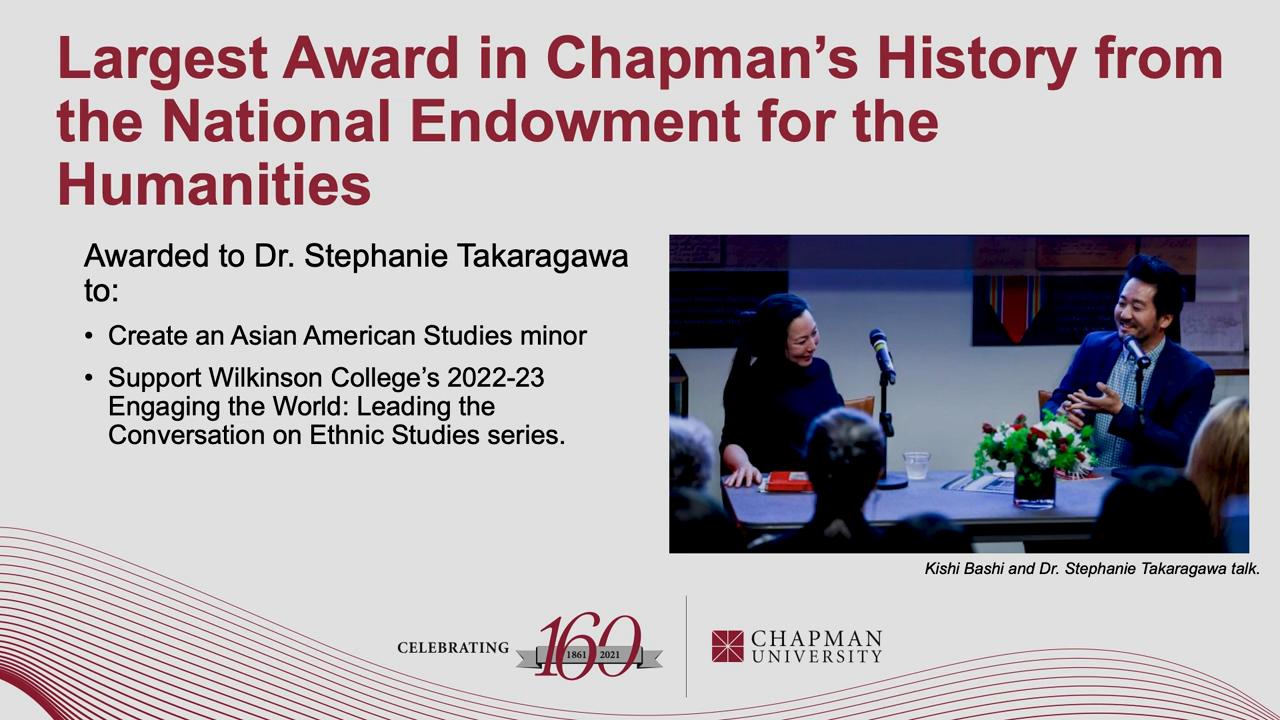 Largest Award in Chapman’s History from
the National Endowment for the
Humanities
Awarded to Dr. Stephanie Takaragawa
to:
• Create an Asian American Studies minor
• Support Wilkinson College’s 2022-23
Engaging the World: Leading the
Conversation on Ethnic Studies series.
Kishi Bashi and Dr. Stephanie Takaragawa talk.
CELEBRATING
160
1861 2021
CHAPMAN
UNIVERSITY